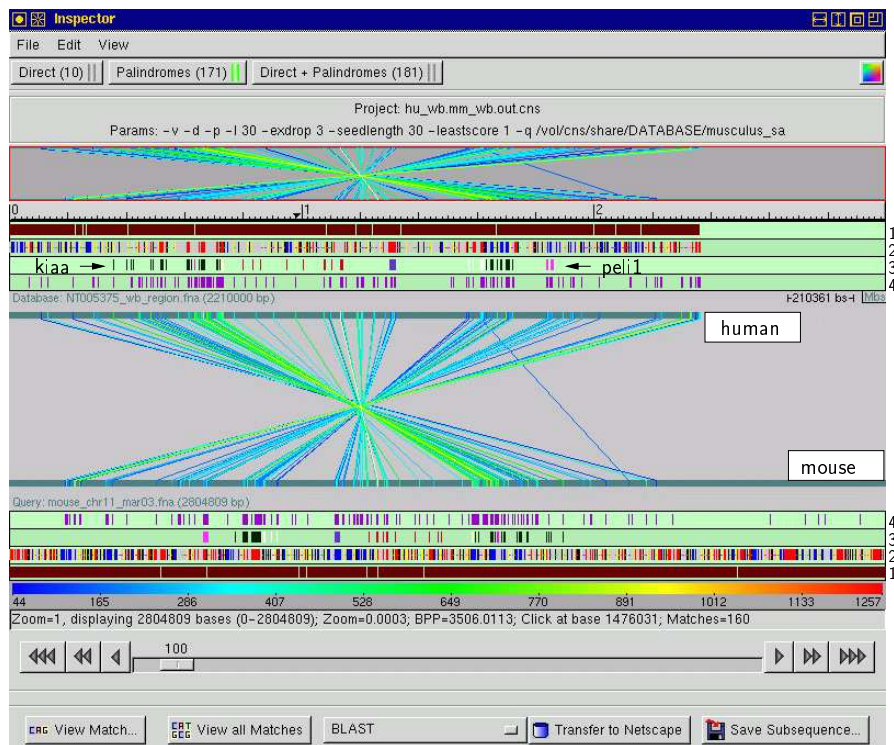 Inspector
File Edit View
Direct (10) Palindromes (171) Direct + Palindromes (181)
Project: hu_wb.mm_wb.out.cns
Params: -v -d -p -l 30 -exdrop 3 -seedlength 30 -leastscore 1 -q /vol/cns/share/DATABASE/musculus_sa
0 1 2
1
2
kiaa peli1 3
4
Database: NT005375_wb_region.fna (2210000 bp) 210361 bs Mbs
human
mouse
Query: mouse_chr11_mar03.fna (2804809 bp)
4
3
2
1
44 165 286 407 528 649 770 891 1012 1133 1257
Zoom=1, displaying 2804809 bases (0-2804809); Zoom=0.0003; BPP=3506.0113; Click at base 1476031; Matches=160
100
CAG View Match... CAT GCG View all Matches BLAST Transfer to Netscape Save Subsequence...